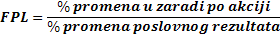 FPL = % promena u zaradi po akciji
% promena poslovnog rezultata